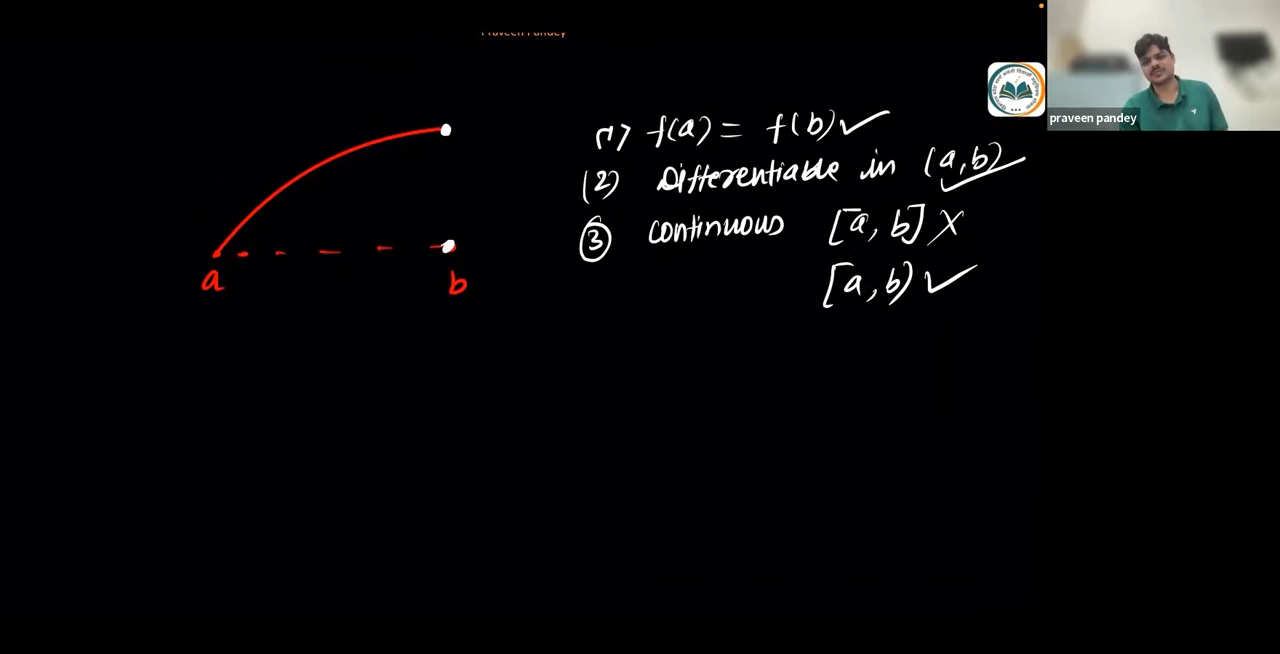 Praveen Pandey
praveen pandey
(1) f(a) = f(b) ✓
(2) Differentiable in (a,b) ✓
③ continuous [a, b] X
[a, b) ✓
a
b